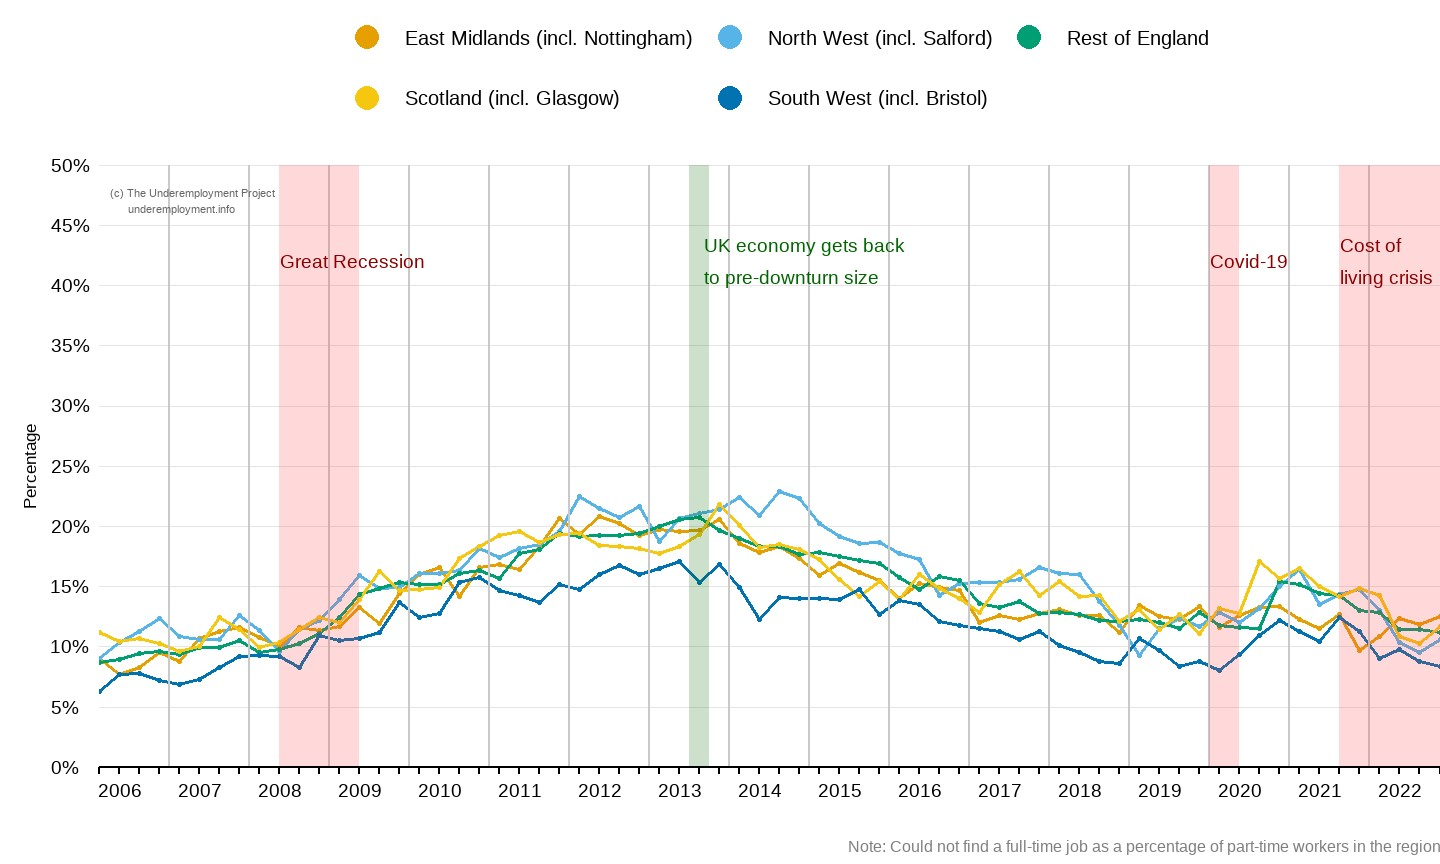 East Midlands (incl. Nottingham) North West (incl. Salford) Rest of England
Scotland (incl. Glasgow) South West (incl. Bristol)
50%
(c) The Underemployment Project
underemployment.info
45%
UK economy gets back
Cost of
Great Recession
Covid-19
to pre-downturn size
living crisis
40%
35%
30%
Percentage
25%
20%
15%
10%
5%
0%
2006 2007 2008 2009 2010 2011 2012 2013 2014 2015 2016 2017 2018 2019 2020 2021 2022
Note: Could not find a full-time job as a percentage of part-time workers in the region